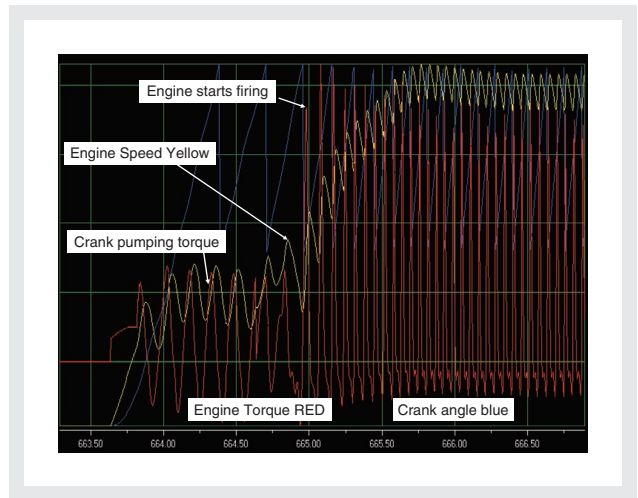 Engine starts firing
Engine Speed Yellow
Crank pumping torque
Engine Torque RED
Crank angle blue
663.50 664.00 664.50 665.00 665.50 666.00 666.50